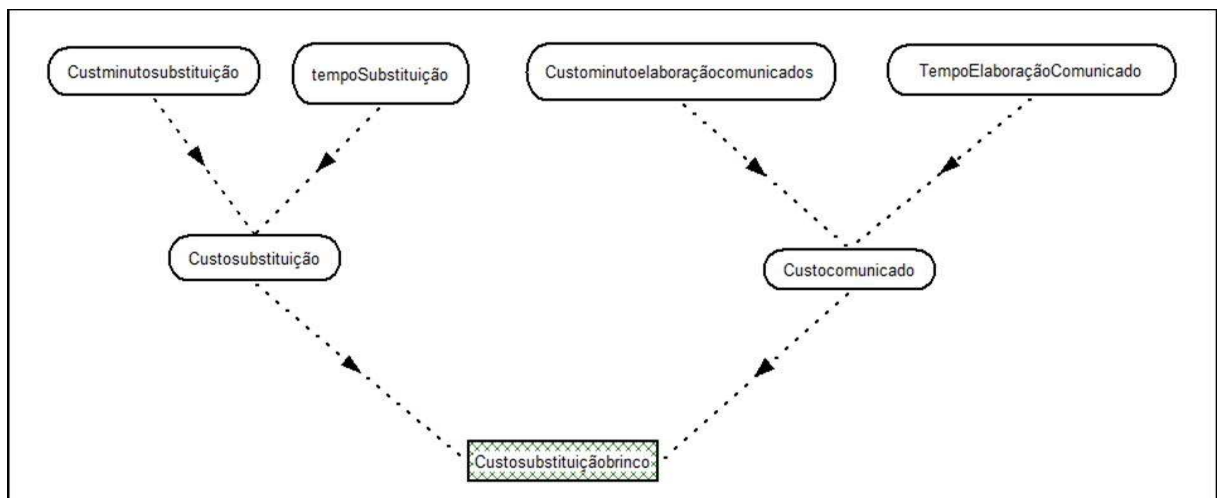 Custminutosubstituição
tempoSubstituição
Custominutoelaboraçãocomunicados
TempoElaboraçãoComunicado
Custosubstituição
Custocomunicado
Custosubstituiçãobrinco